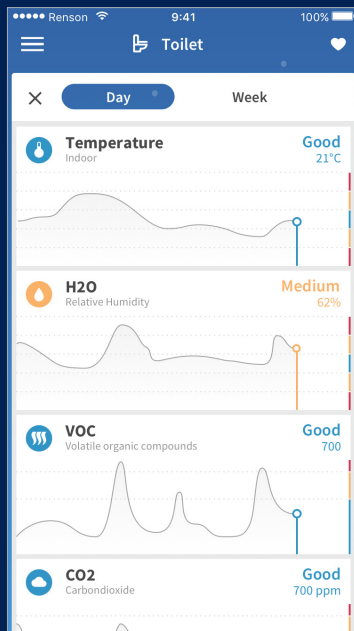 Renson 9:41 100%
Toilet
Day Week
Temperature Good
Indoor 21°C
H2O Medium
Relative Humidity 62%
VOC Good
Volatile organic compounds 700
CO2 Good
Carbondioxide 700 ppm